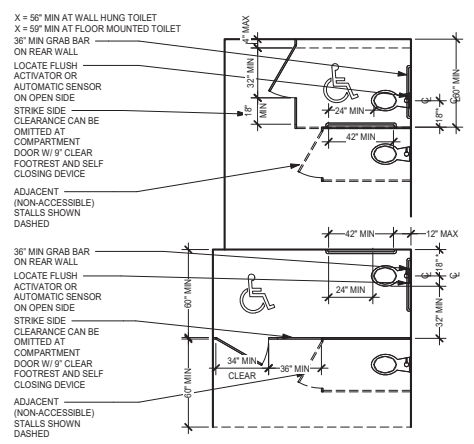 X = 56" MIN AT WALL HUNG TOILET
X = 59" MIN AT FLOOR MOUNTED TOILET
36" MIN GRAB BAR
ON REAR WALL
LOCATE FLUSH
ACTIVATOR OR
AUTOMATIC SENSOR
ON OPEN SIDE
STRIKE SIDE
CLEARANCE CAN BE
OMITTED AT
COMPARTMENT
DOOR W/ 9" CLEAR
FOOTREST AND SELF
CLOSING DEVICE
ADJACENT
(NON-ACCESSIBLE)
STALLS SHOWN
DASHED
4" MAX
32" MIN
18"
MIN
24" MIN
42" MIN
18"
60" MIN
42" MIN
12" MAX
36" MIN GRAB BAR
ON REAR WALL
LOCATE FLUSH
ACTIVATOR OR
AUTOMATIC SENSOR
ON OPEN SIDE
STRIKE SIDE
CLEARANCE CAN BE
OMITTED AT
COMPARTMENT
DOOR W/ 9" CLEAR
FOOTREST AND SELF
CLOSING DEVICE
ADJACENT
(NON-ACCESSIBLE)
STALLS SHOWN
DASHED
60" MIN
24" MIN
18"
32" MIN
34" MIN
CLEAR
36" MIN
60" MIN